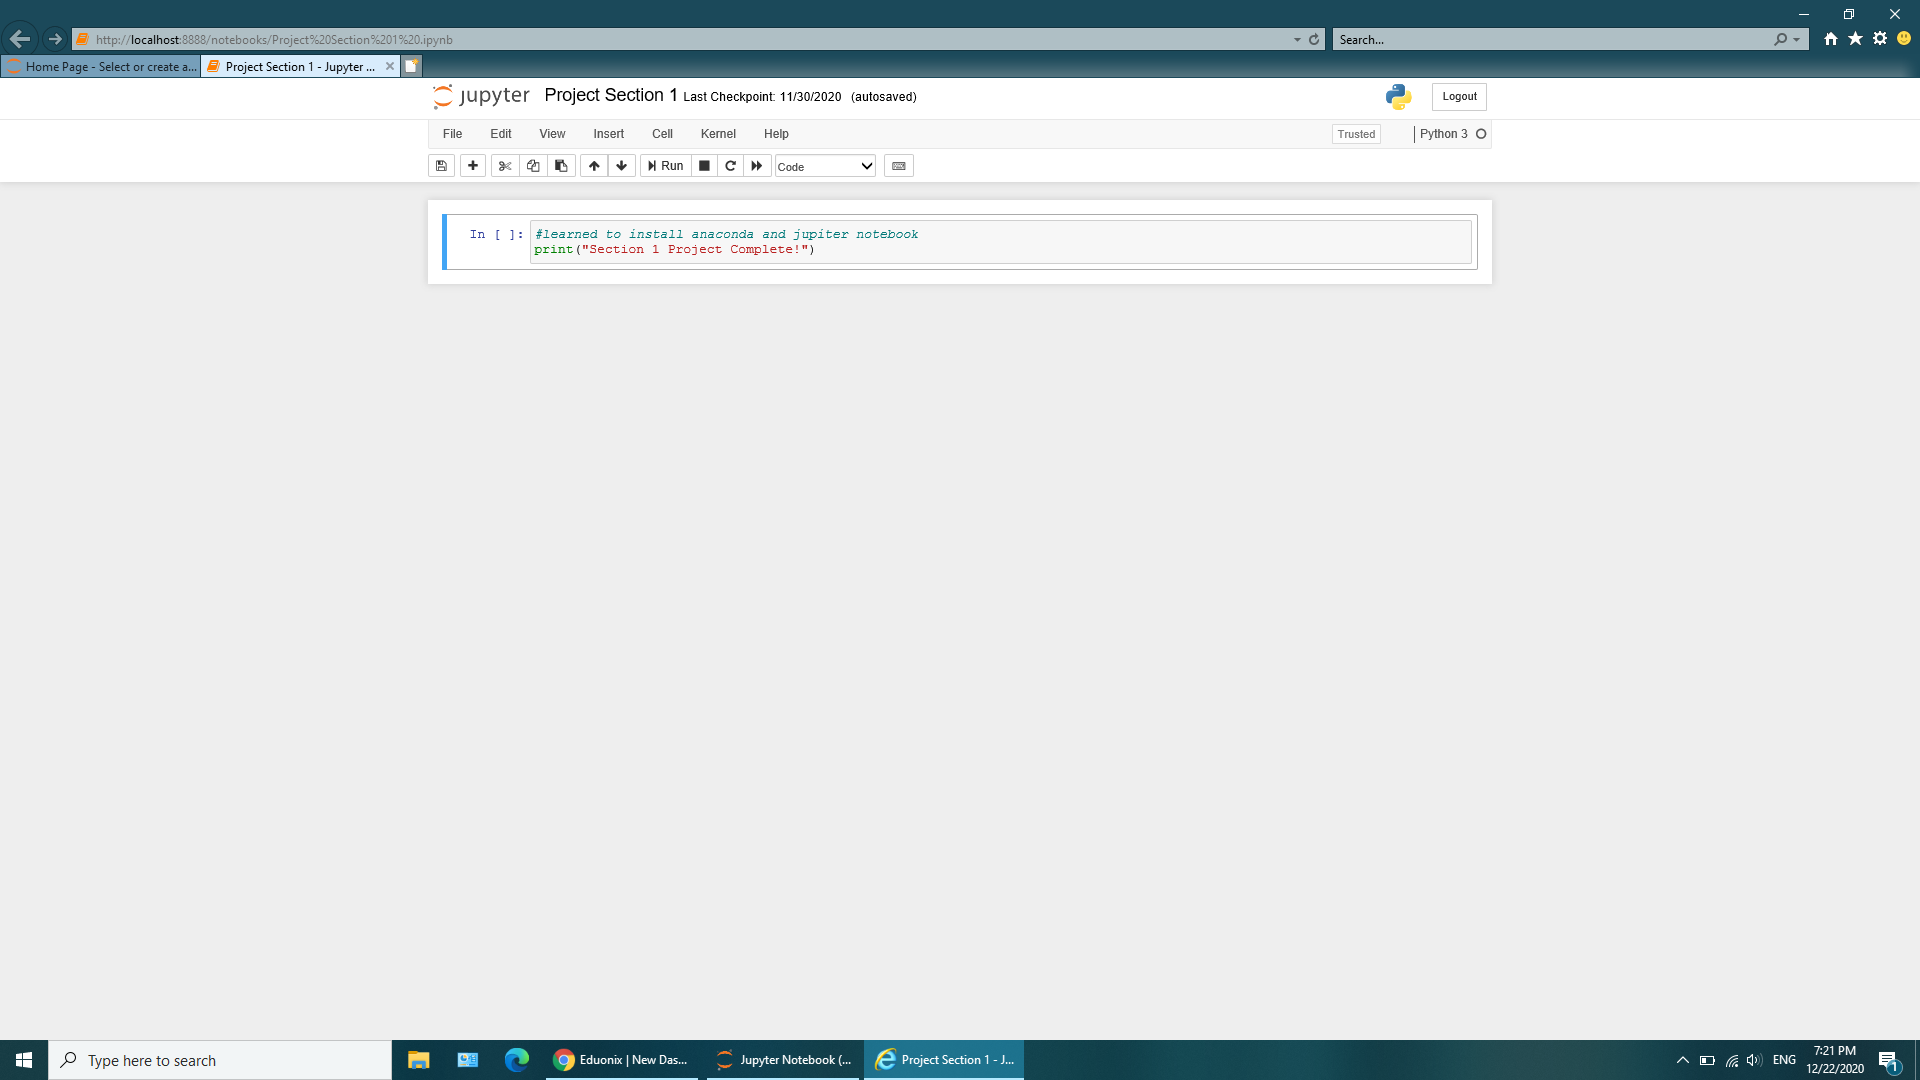 http://localhost:8888/notebooks/Project%20Section%201%20.ipynb
Search...
Home Page - Select or create a...
Project Section 1 - Jupyter ...
jupyter
Project Section 1 Last Checkpoint: 11/30/2020 (autosaved)
Logout
File Edit View Insert Cell Kernel Help
Trusted
Python 3
Run
Code
In [ ]: #learned to install anaconda and jupiter notebook
print("Section 1 Project Complete!")
Type here to search
Eduonix | New Das...
Jupyter Notebook (...
Project Section 1 - J...
ENG
7:21 PM
12/22/2020
1